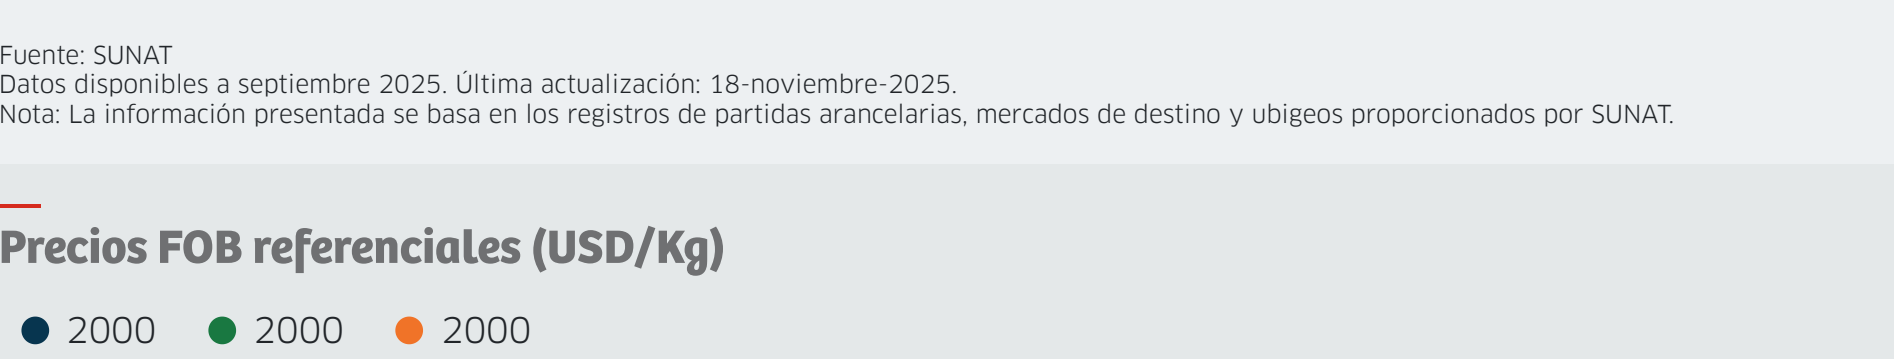 Fuente: SUNAT
Datos disponibles a septiembre 2025. Última actualización: 18-noviembre-2025.
Nota: La información presentada se basa en los registros de partidas arancelarias, mercados de destino y ubigeos proporcionados por SUNAT.
Precios FOB referenciales (USD/Kg)
2000 2000 2000